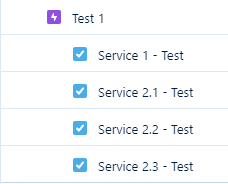 Test 1
Service 1 - Test
Service 2.1 - Test
Service 2.2 - Test
Service 2.3 - Test